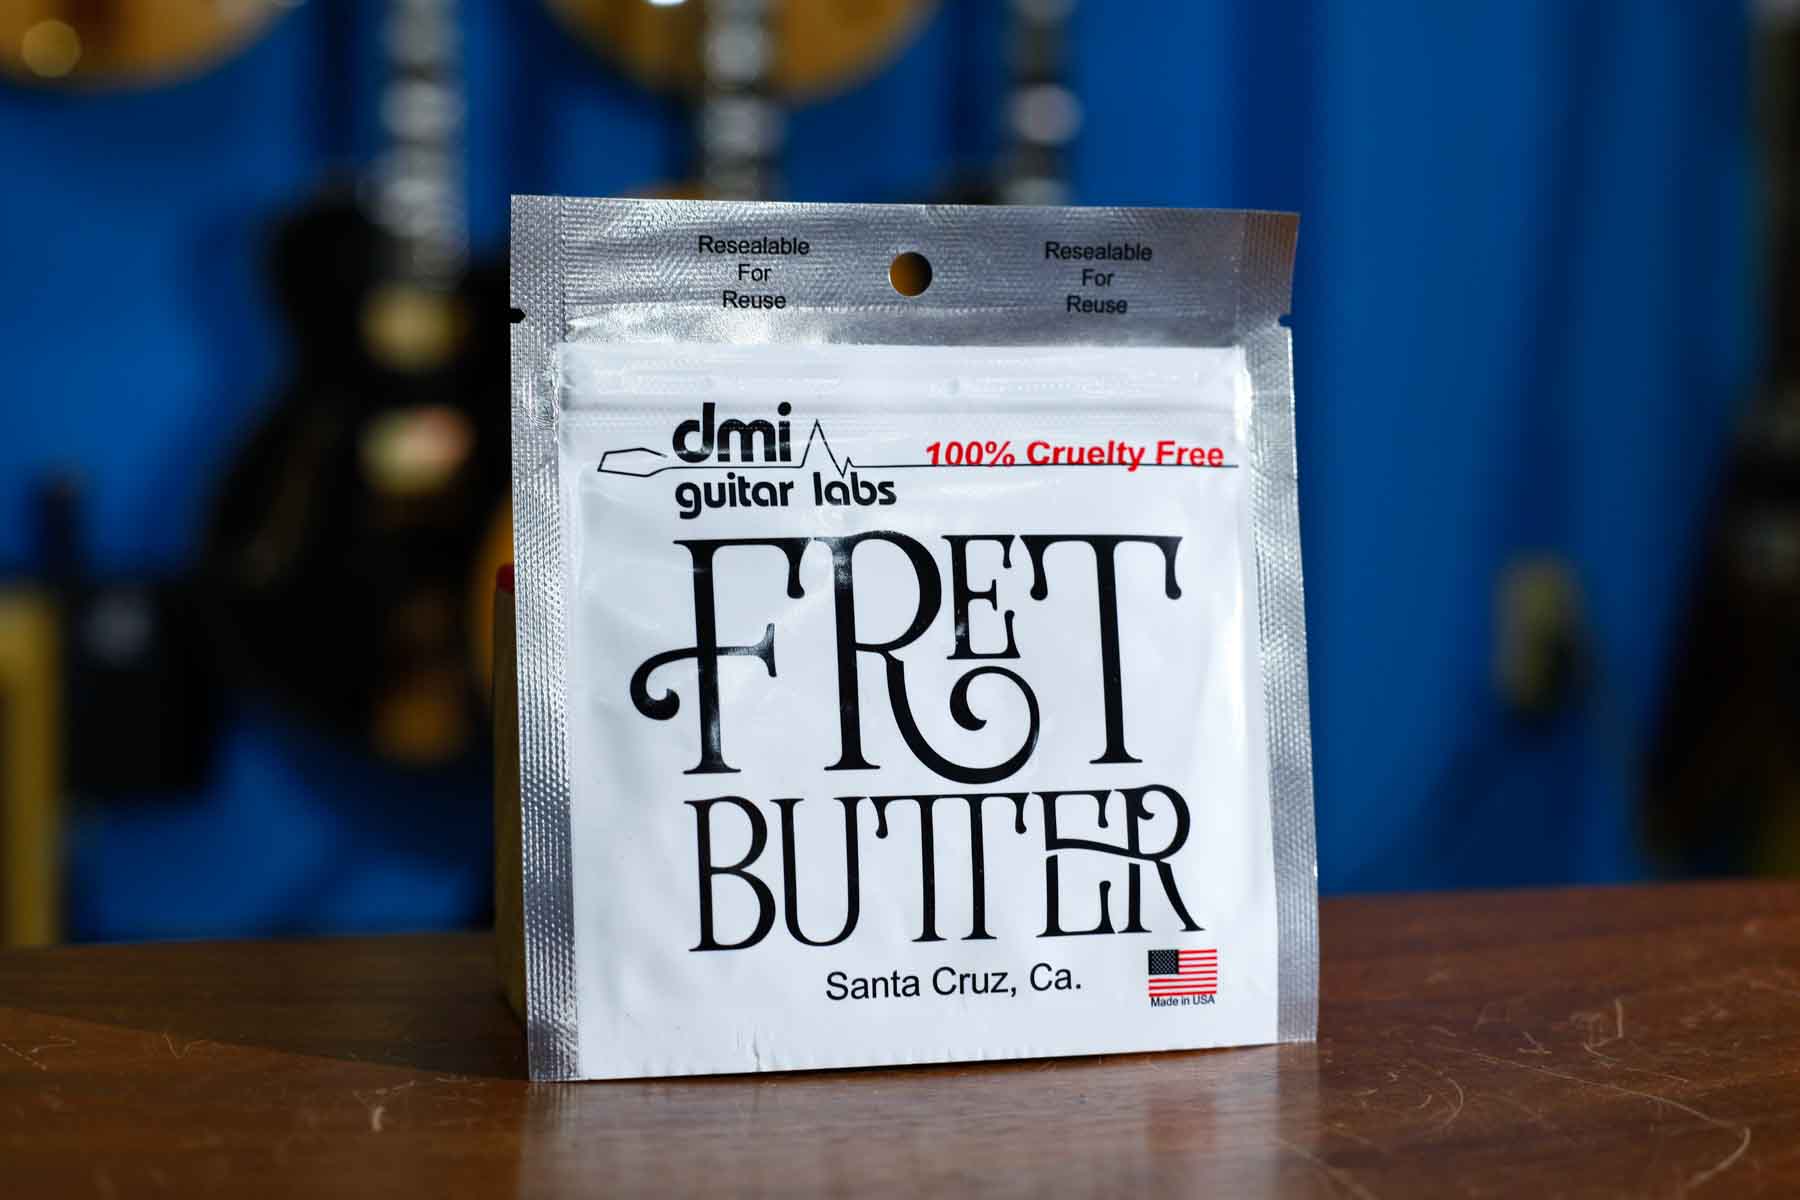 Resealable
For
Reuse
Resealable
For
Reuse
dmi
guitar labs
100% Cruelty Free
FRET
BUTTER
Santa Cruz, Ca.
Made in USA